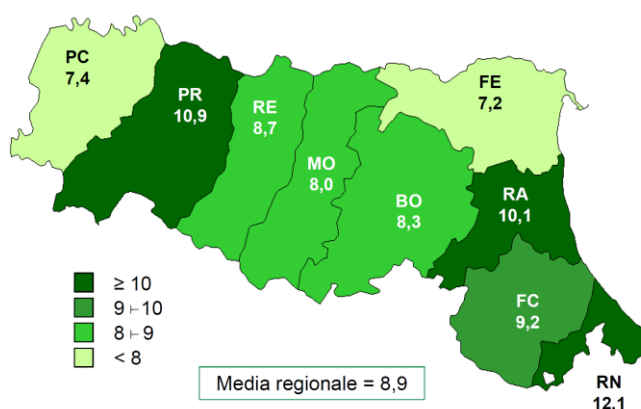 PC
7,4
PR
10,9
RE
8,7
MO
8,0
BO
8,3
FE
7,2
RA
10,1
FC
9,2
RN
12,1
≥ 10
9 ⊢ 10
8 ⊢ 9
< 8
Media regionale = 8,9